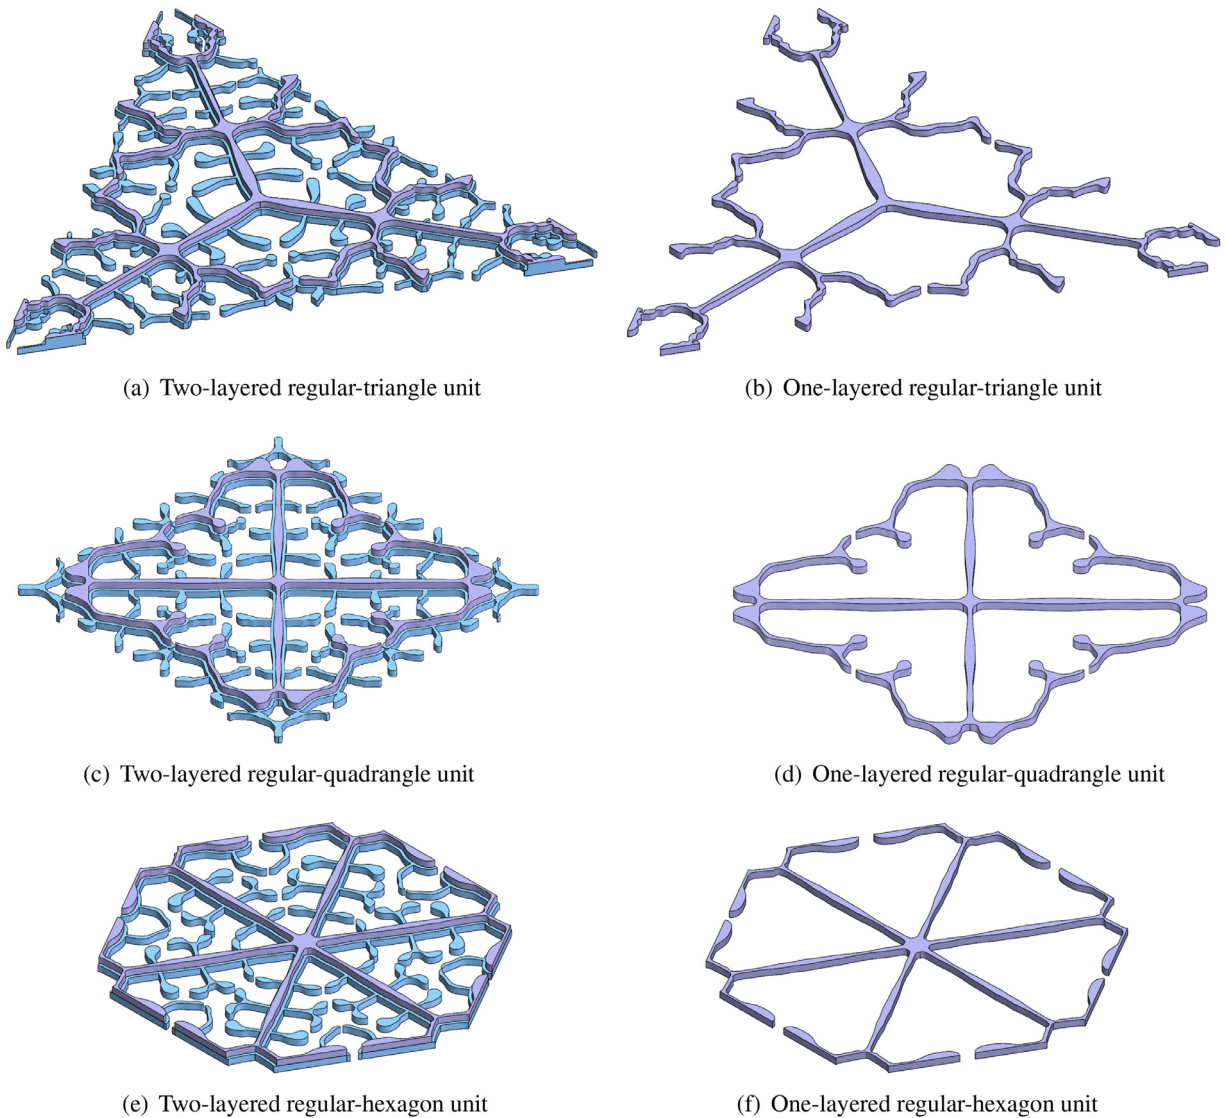 (a) Two-layered regular-triangle unit
(b) One-layered regular-triangle unit
(c) Two-layered regular-quadrangle unit
(d) One-layered regular-quadrangle unit
(e) Two-layered regular-hexagon unit
(f) One-layered regular-hexagon unit